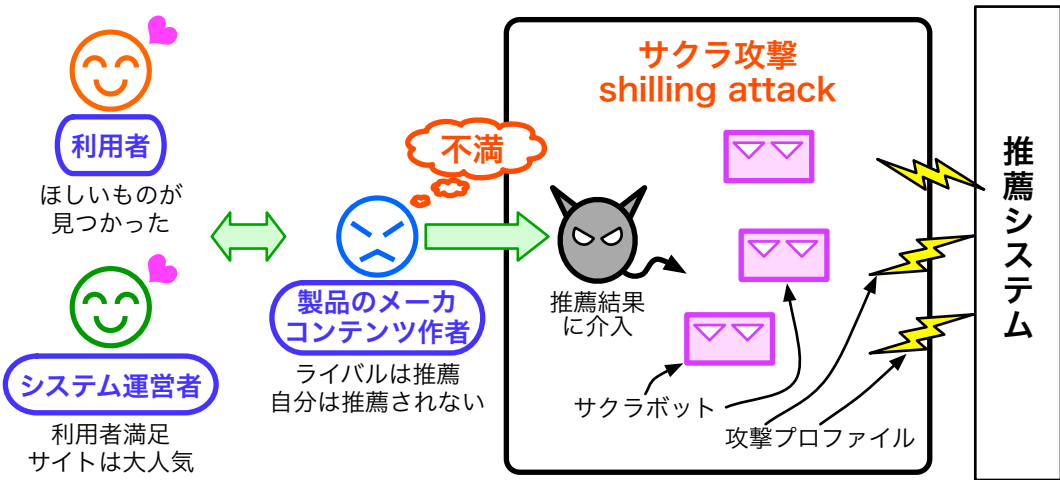 利用者
ほしいものが
見つかった
システム運営者
利用者満足
サイトは大人気
不満
製品のメーカ
コンテンツ作者
ライバルは推薦
自分は推薦されない
サクラ攻撃
shilling attack
推薦結果
に介入
サクラボット
攻撃プロファイル
推薦システム